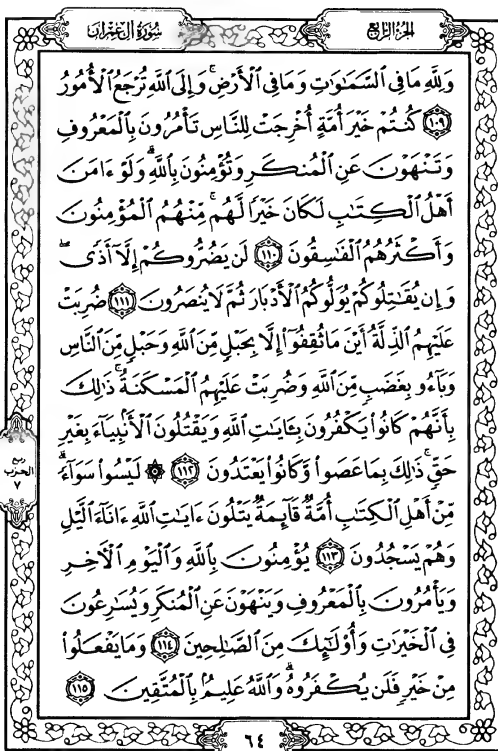 الجزء الرابع
سورة آل عمران
وَلِلَّهِ مَا فِي ٱلسَّمَٰوَٰتِ وَمَا فِي ٱلْأَرْضِ ۚ وَإِلَى ٱللَّهِ تُرْجَعُ ٱلْأُمُورُ
١٠٩ كُنتُمْ خَيْرَ أُمَّةٍ أُخْرِجَتْ لِلنَّاسِ تَأْمُرُونَ بِٱلْمَعْرُوفِ
وَتَنْهَوْنَ عَنِ ٱلْمُنكَرِ وَتُؤْمِنُونَ بِٱللَّهِ ۗ وَلَوْ ءَامَنَ
أَهْلُ ٱلْكِتَٰبِ لَكَانَ خَيْرًا لَّهُم ۚ مِّنْهُمُ ٱلْمُؤْمِنُونَ
وَأَكْثَرُهُمُ ٱلْفَٰسِقُونَ ١١٠ لَن يَضُرُّوكُمْ إِلَّآ أَذًى ۖ
وَإِن يُقَٰتِلُوكُمْ يُوَلُّوكُمُ ٱلْأَدْبَارَ ثُمَّ لَا يُنصَرُونَ ١١١ ضُرِبَتْ
عَلَيْهِمُ ٱلذِّلَّةُ أَيْنَ مَا ثُقِفُوٓا۟ إِلَّا بِحَبْلٍ مِّنَ ٱللَّهِ وَحَبْلٍ مِّنَ ٱلنَّاسِ
وَبَآءُو بِغَضَبٍ مِّنَ ٱللَّهِ وَضُرِبَتْ عَلَيْهِمُ ٱلْمَسْكَنَةُ ۚ ذَٰلِكَ
بِأَنَّهُمْ كَانُوا۟ يَكْفُرُونَ بِـَٔايَٰتِ ٱللَّهِ وَيَقْتُلُونَ ٱلْأَنۢبِيَآءَ بِغَيْرِ
حَقٍّ ۚ ذَٰلِكَ بِمَا عَصَوا۟ وَّكَانُوا۟ يَعْتَدُونَ ١١٢ ۞ لَيْسُوا۟ سَوَآءً ۗ
مِّنْ أَهْلِ ٱلْكِتَٰبِ أُمَّةٌ قَآئِمَةٌ يَتْلُونَ ءَايَٰتِ ٱللَّهِ ءَانَآءَ ٱلَّيْلِ
وَهُمْ يَسْجُدُونَ ١١٣ يُؤْمِنُونَ بِٱللَّهِ وَٱلْيَوْمِ ٱلْـَٔاخِرِ
وَيَأْمُرُونَ بِٱلْمَعْرُوفِ وَيَنْهَوْنَ عَنِ ٱلْمُنكَرِ وَيُسَٰرِعُونَ
فِي ٱلْخَيْرَٰتِ وَأُو۟لَٰٓئِكَ مِنَ ٱلصَّٰلِحِينَ ١١٤ وَمَا يَفْعَلُوا۟
مِنْ خَيْرٍ فَلَن يُكْفَرُوهُ ۗ وَٱللَّهُ عَلِيمٌۢ بِٱلْمُتَّقِينَ ١١٥
ربع
الحزب
٧
٦٤